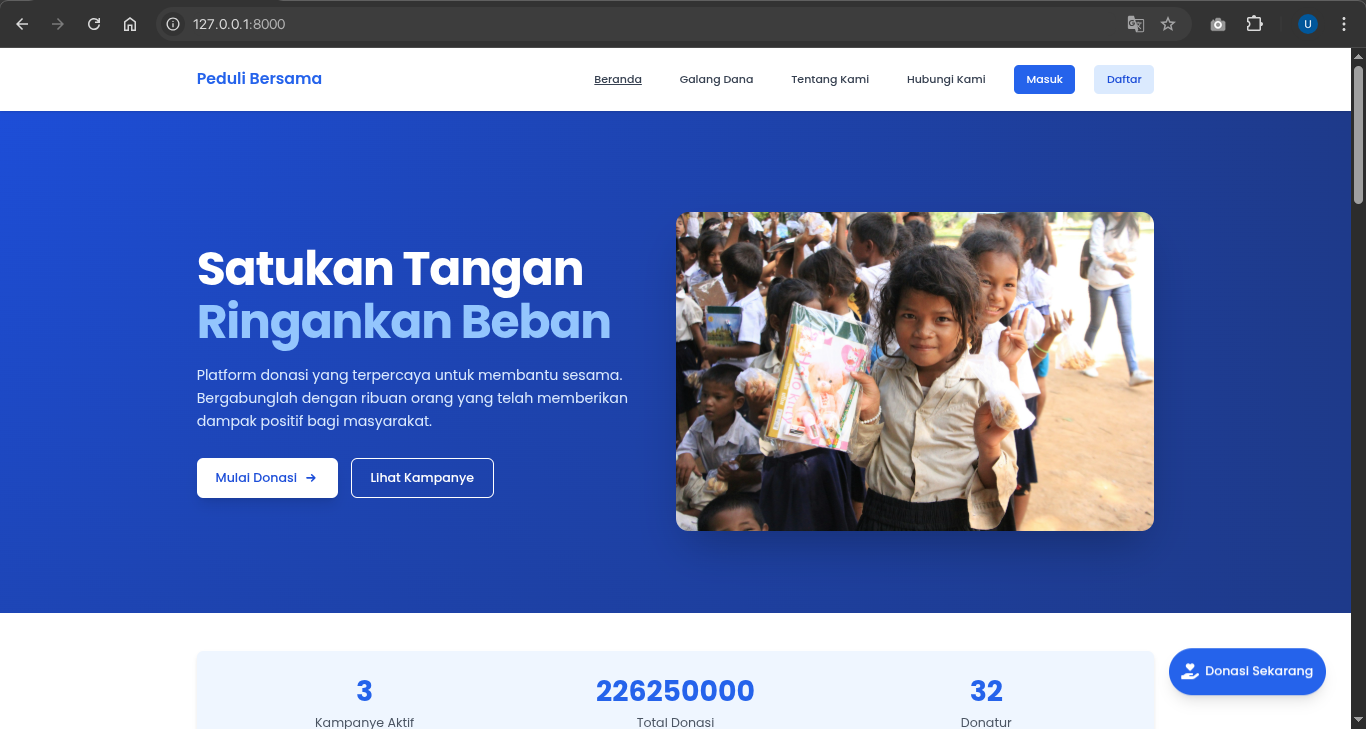 127.0.0.1:8000
U
Peduli Bersama
Beranda
Galang Dana
Tentang Kami
Hubungi Kami
Masuk
Daftar
Satukan Tangan
Ringankan Beban
Platform donasi yang terpercaya untuk membantu sesama.
Bergabunglah dengan ribuan orang yang telah memberikan
dampak positif bagi masyarakat.
Mulai Donasi →
Lihat Kampanye
Donasi Sekarang
3
226250000
32
Kampanye Aktif
Total Donasi
Donatur